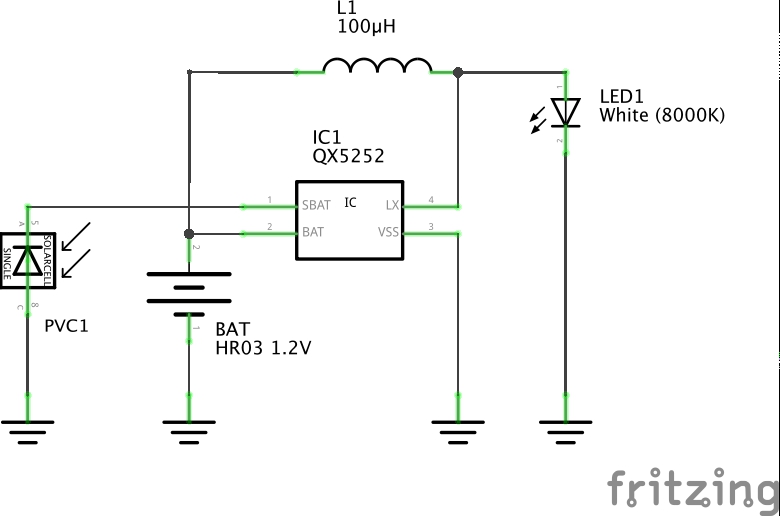 L1
100µH
LED1
White (8000K)
1
2
IC1
QX5252
1
SBAT
IC
LX
4
2
BAT
VSS
3
A
5
SINGLE
SOLARCELL
C
8
PVC1
2
1
BAT
HR03 1.2V
fritzing